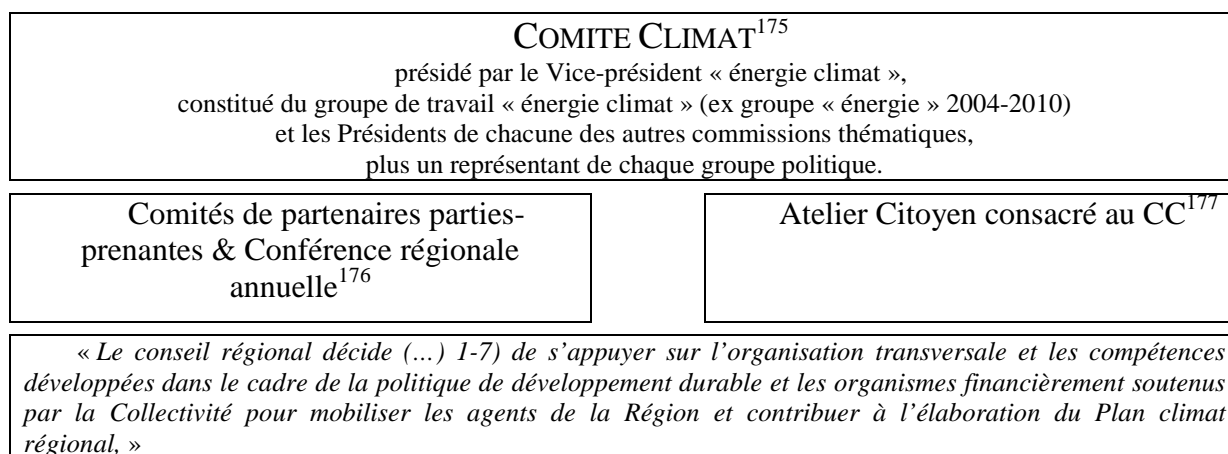 COMITE CLIMAT175
présidé par le Vice-président « énergie climat »,
constitué du groupe de travail « énergie climat » (ex groupe « énergie » 2004-2010)
et les Présidents de chacune des autres commissions thématiques,
plus un représentant de chaque groupe politique.
Comités de partenaires parties-
prenantes & Conférence régionale
annuelle176
Atelier Citoyen consacré au CC177
« Le conseil régional décide (…) 1-7) de s’appuyer sur l’organisation transversale et les compétences
développées dans le cadre de la politique de développement durable et les organismes financièrement soutenus
par la Collectivité pour mobiliser les agents de la Région et contribuer à l’élaboration du Plan climat
régional, »